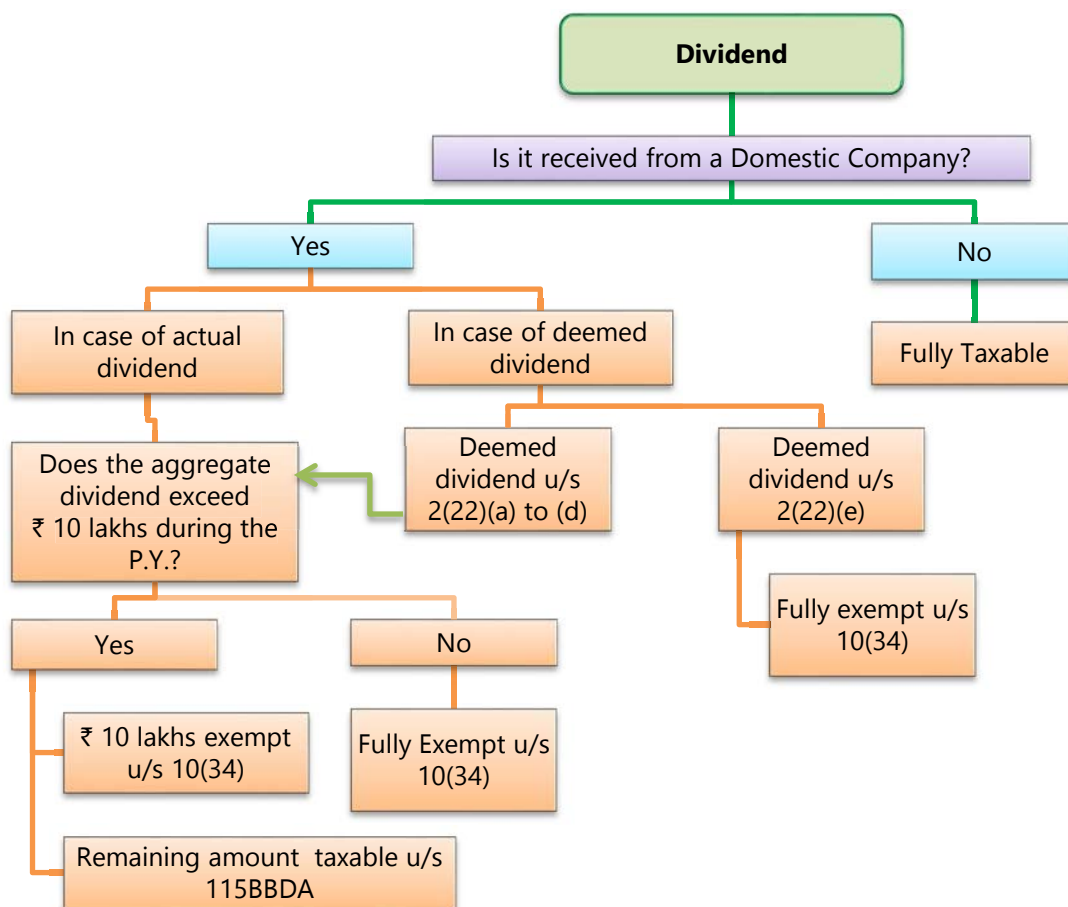 Dividend
Is it received from a Domestic Company?
Yes
No
In case of actual
dividend
In case of deemed
dividend
Fully Taxable
Does the aggregate
dividend exceed
₹ 10 lakhs during the
P.Y.?
Deemed
dividend u/s
2(22)(a) to (d)
Deemed
dividend u/s
2(22)(e)
Fully exempt u/s
10(34)
Yes
No
₹ 10 lakhs exempt
u/s 10(34)
Fully Exempt u/s
10(34)
Remaining amount taxable u/s
115BBDA